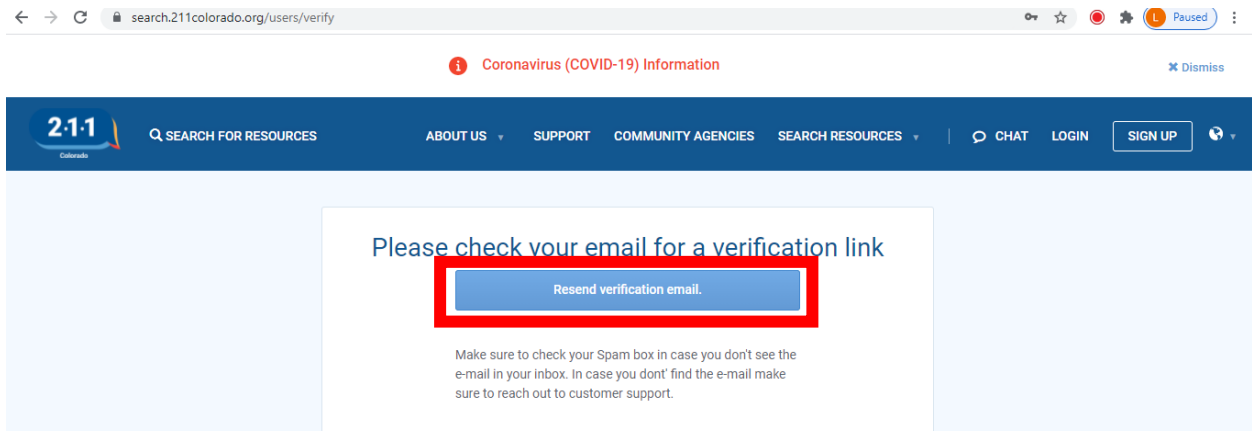 search.211colorado.org/users/verify
L Paused
Coronavirus (COVID-19) Information
Dismiss
2·1·1
Colorado
SEARCH FOR RESOURCES ABOUT US SUPPORT COMMUNITY AGENCIES SEARCH RESOURCES CHAT LOGIN SIGN UP
Please check your email for a verification link
Resend verification email.
Make sure to check your Spam box in case you don't see the
e-mail in your inbox. In case you dont' find the e-mail make
sure to reach out to customer support.